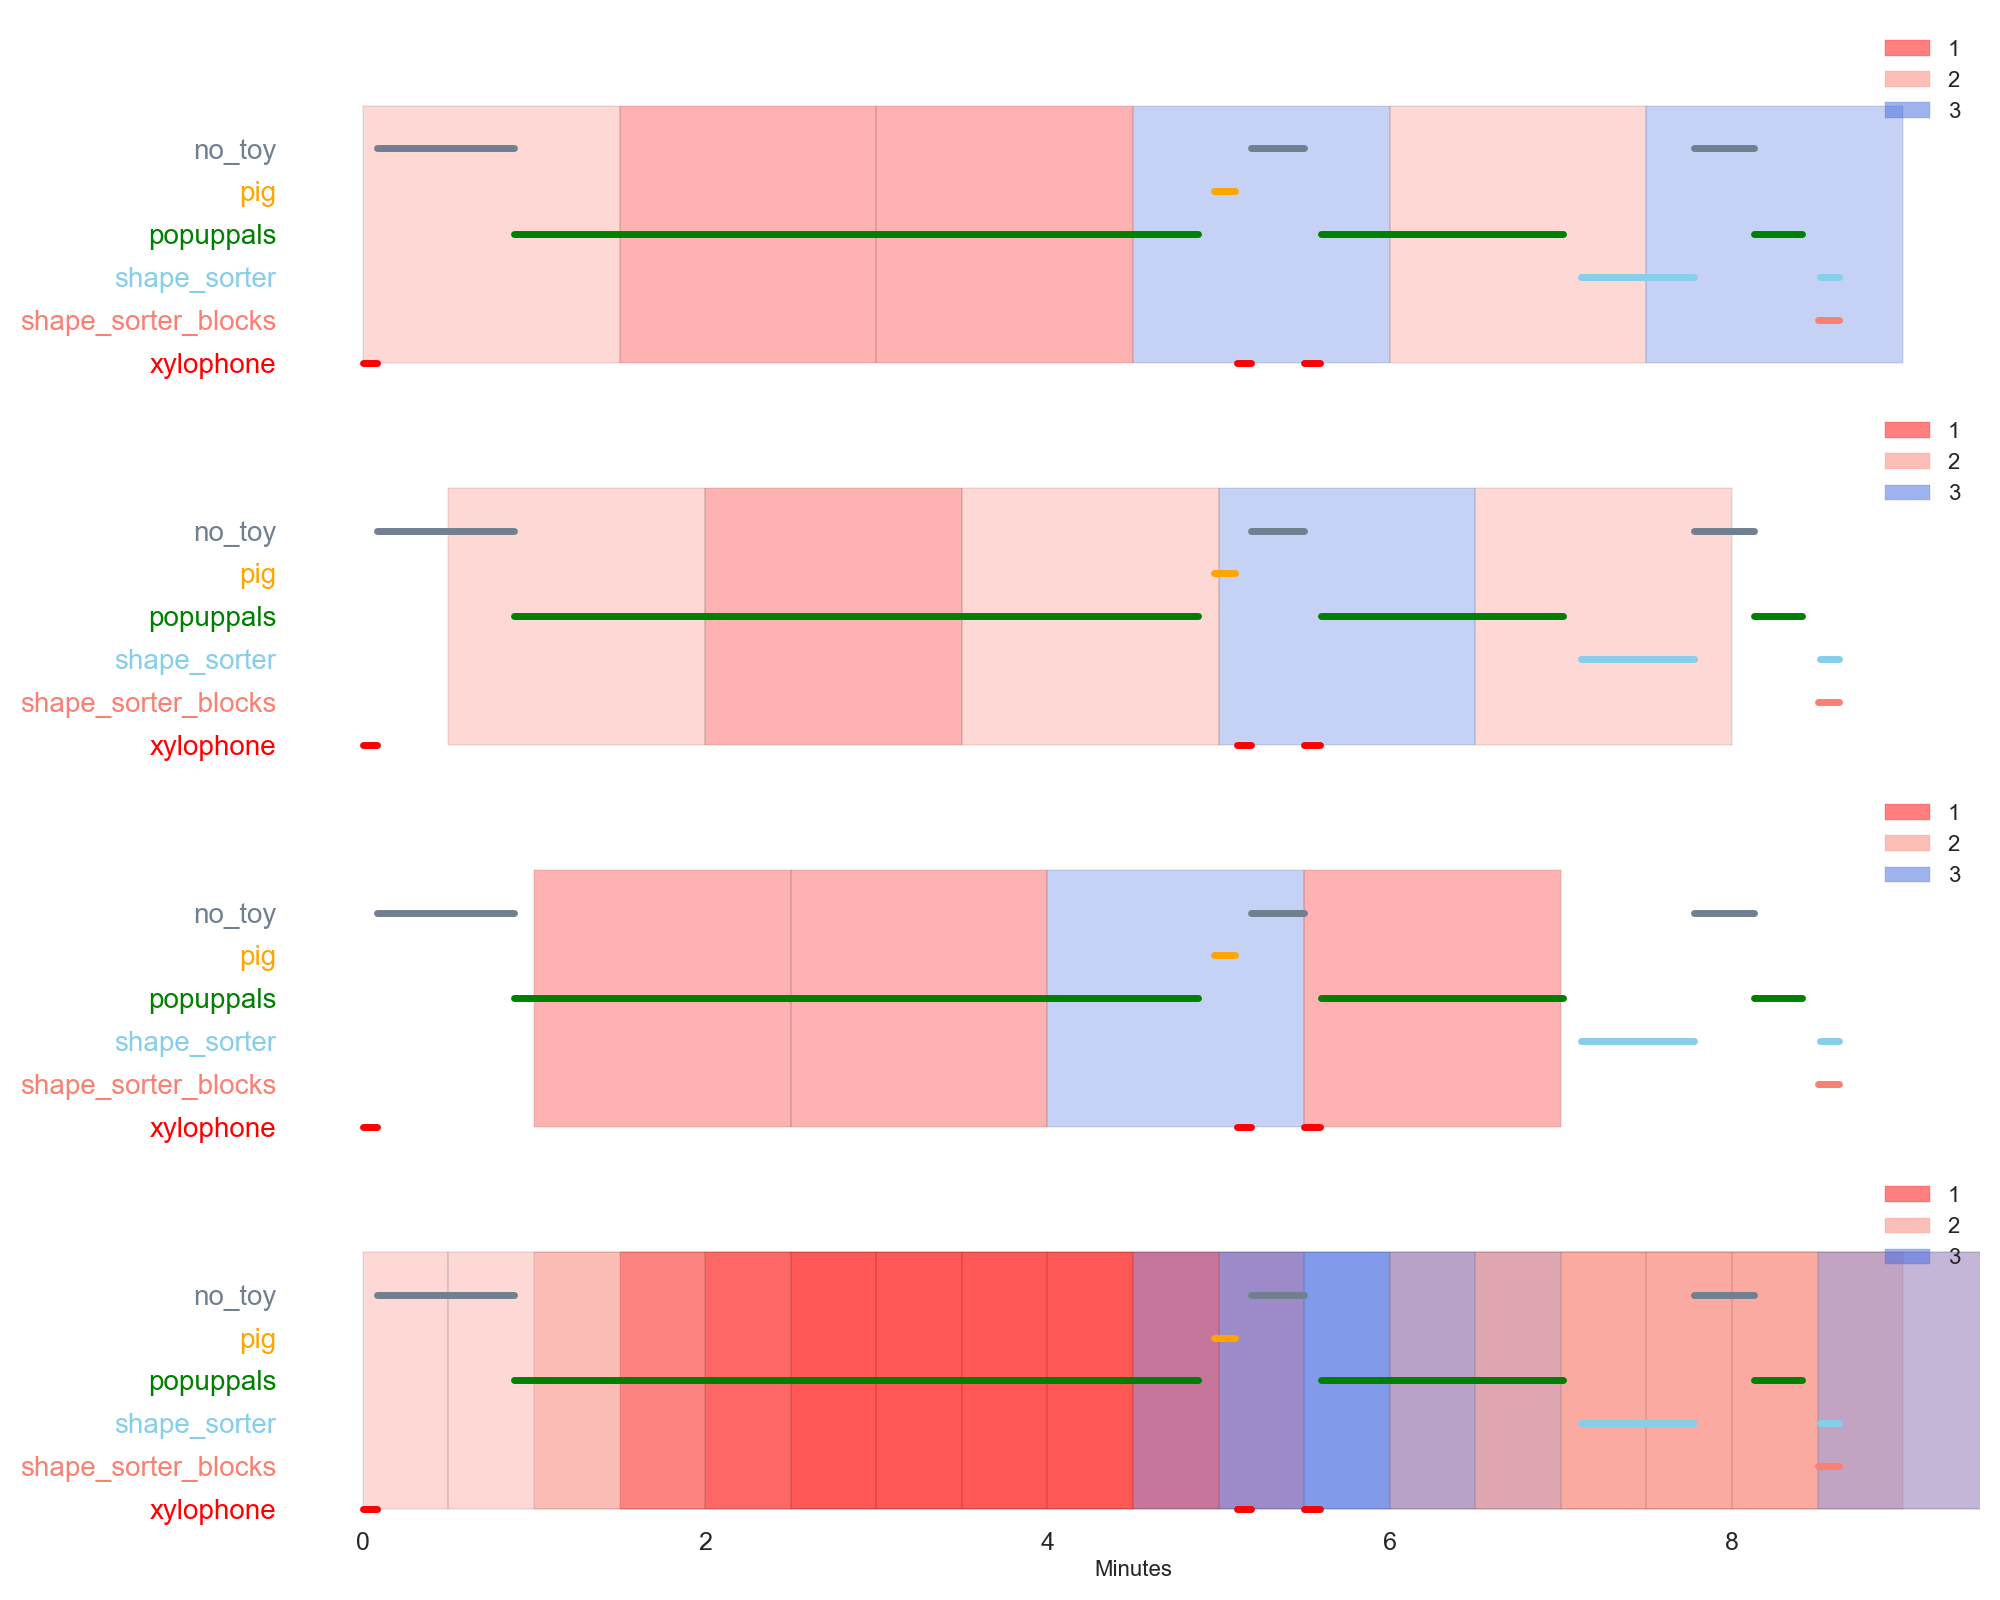 1
2
3
no_toy
pig
popuppals
shape_sorter
shape_sorter_blocks
xylophone
1
2
3
no_toy
pig
popuppals
shape_sorter
shape_sorter_blocks
xylophone
1
2
3
no_toy
pig
popuppals
shape_sorter
shape_sorter_blocks
xylophone
1
2
3
no_toy
pig
popuppals
shape_sorter
shape_sorter_blocks
xylophone
0 2 4 6 8
Minutes